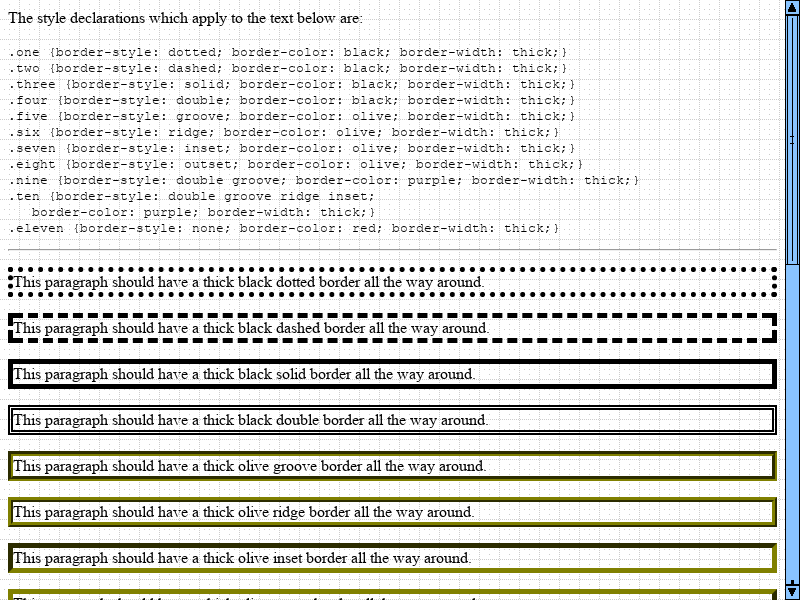 The style declarations which apply to the text below are:
.one {border-style: dotted; border-color: black; border-width: thick;}
.two {border-style: dashed; border-color: black; border-width: thick;}
.three {border-style: solid; border-color: black; border-width: thick;}
.four {border-style: double; border-color: black; border-width: thick;}
.five {border-style: groove; border-color: olive; border-width: thick;}
.six {border-style: ridge; border-color: olive; border-width: thick;}
.seven {border-style: inset; border-color: olive; border-width: thick;}
.eight {border-style: outset; border-color: olive; border-width: thick;}
.nine {border-style: double groove; border-color: purple; border-width: thick;}
.ten {border-style: double groove ridge inset;
border-color: purple; border-width: thick;}
.eleven {border-style: none; border-color: red; border-width: thick;}
This paragraph should have a thick black dotted border all the way around.
This paragraph should have a thick black dashed border all the way around.
This paragraph should have a thick black solid border all the way around.
This paragraph should have a thick black double border all the way around.
This paragraph should have a thick olive groove border all the way around.
This paragraph should have a thick olive ridge border all the way around.
This paragraph should have a thick olive inset border all the way around.